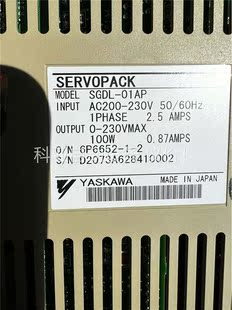 SERVOPACK
MODEL SGDL-01AP
INPUT AC200-230V 50/60Hz
1PHASE 2.5 AMPS
OUTPUT 0-230VMAX
100W 0.87AMPS
O/N 6P6652-1-2
S/N D2073A628410002
YASKAWA
MADE IN JAPAN